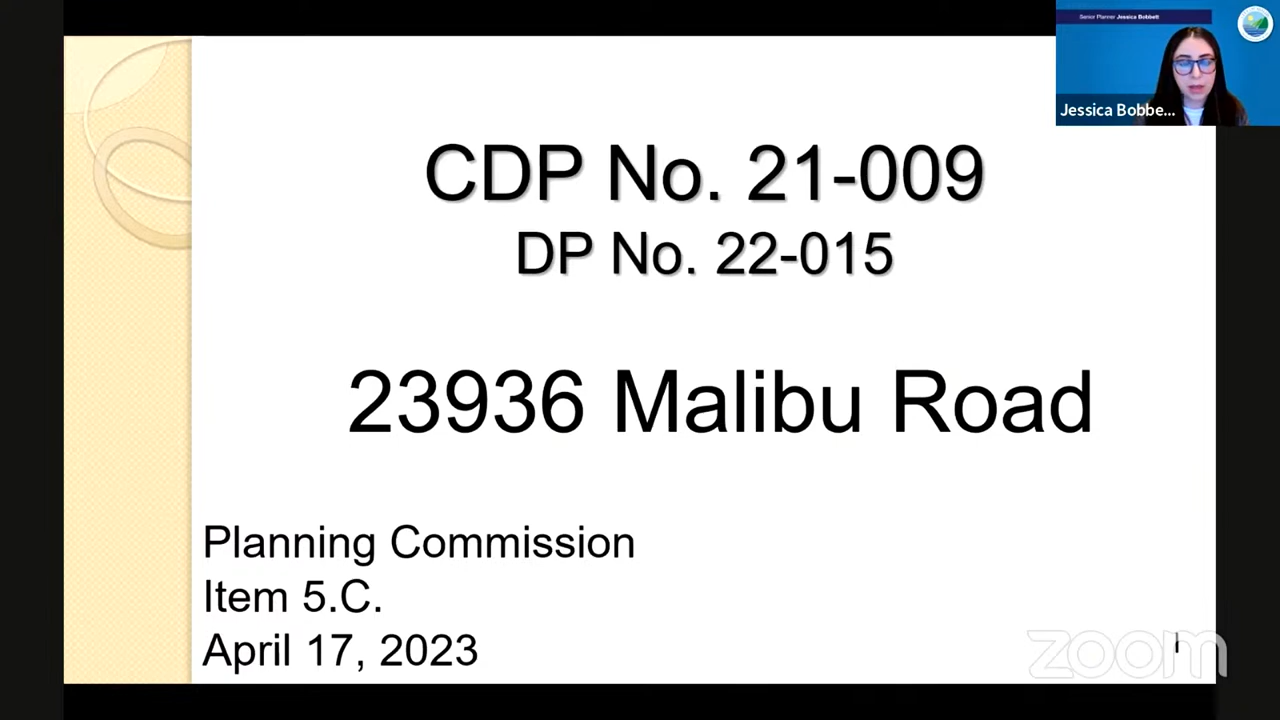 Senior Planner Jessica Bobbett
Jessica Bobbe...
CDP No. 21-009
DP No. 22-015
23936 Malibu Road
Planning Commission
Item 5.C.
April 17, 2023
zoom